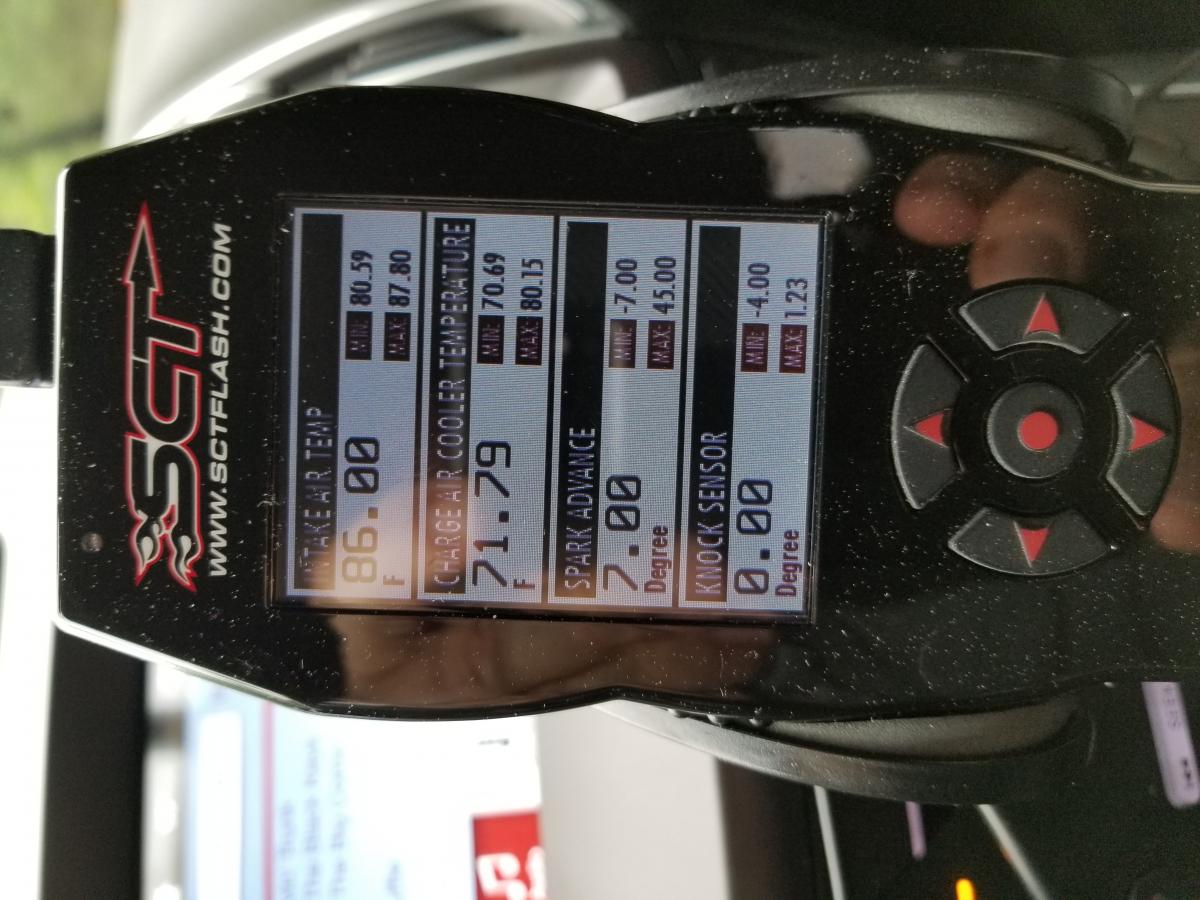 SCT
WWW.SCTFLASH.COM
INTAKE AIR TEMP
86.00
F
MIN: 80.59
MAX: 87.80
CHARGE AIR COOLER TEMPERATURE
71.79
F
MIN: 70.69
MAX: 80.15
SPARK ADVANCE
7.00
Degree
MIN: -7.00
MAX: 45.00
KNOCK SENSOR
0.00
Degree
MIN: -4.00
MAX: 1.23